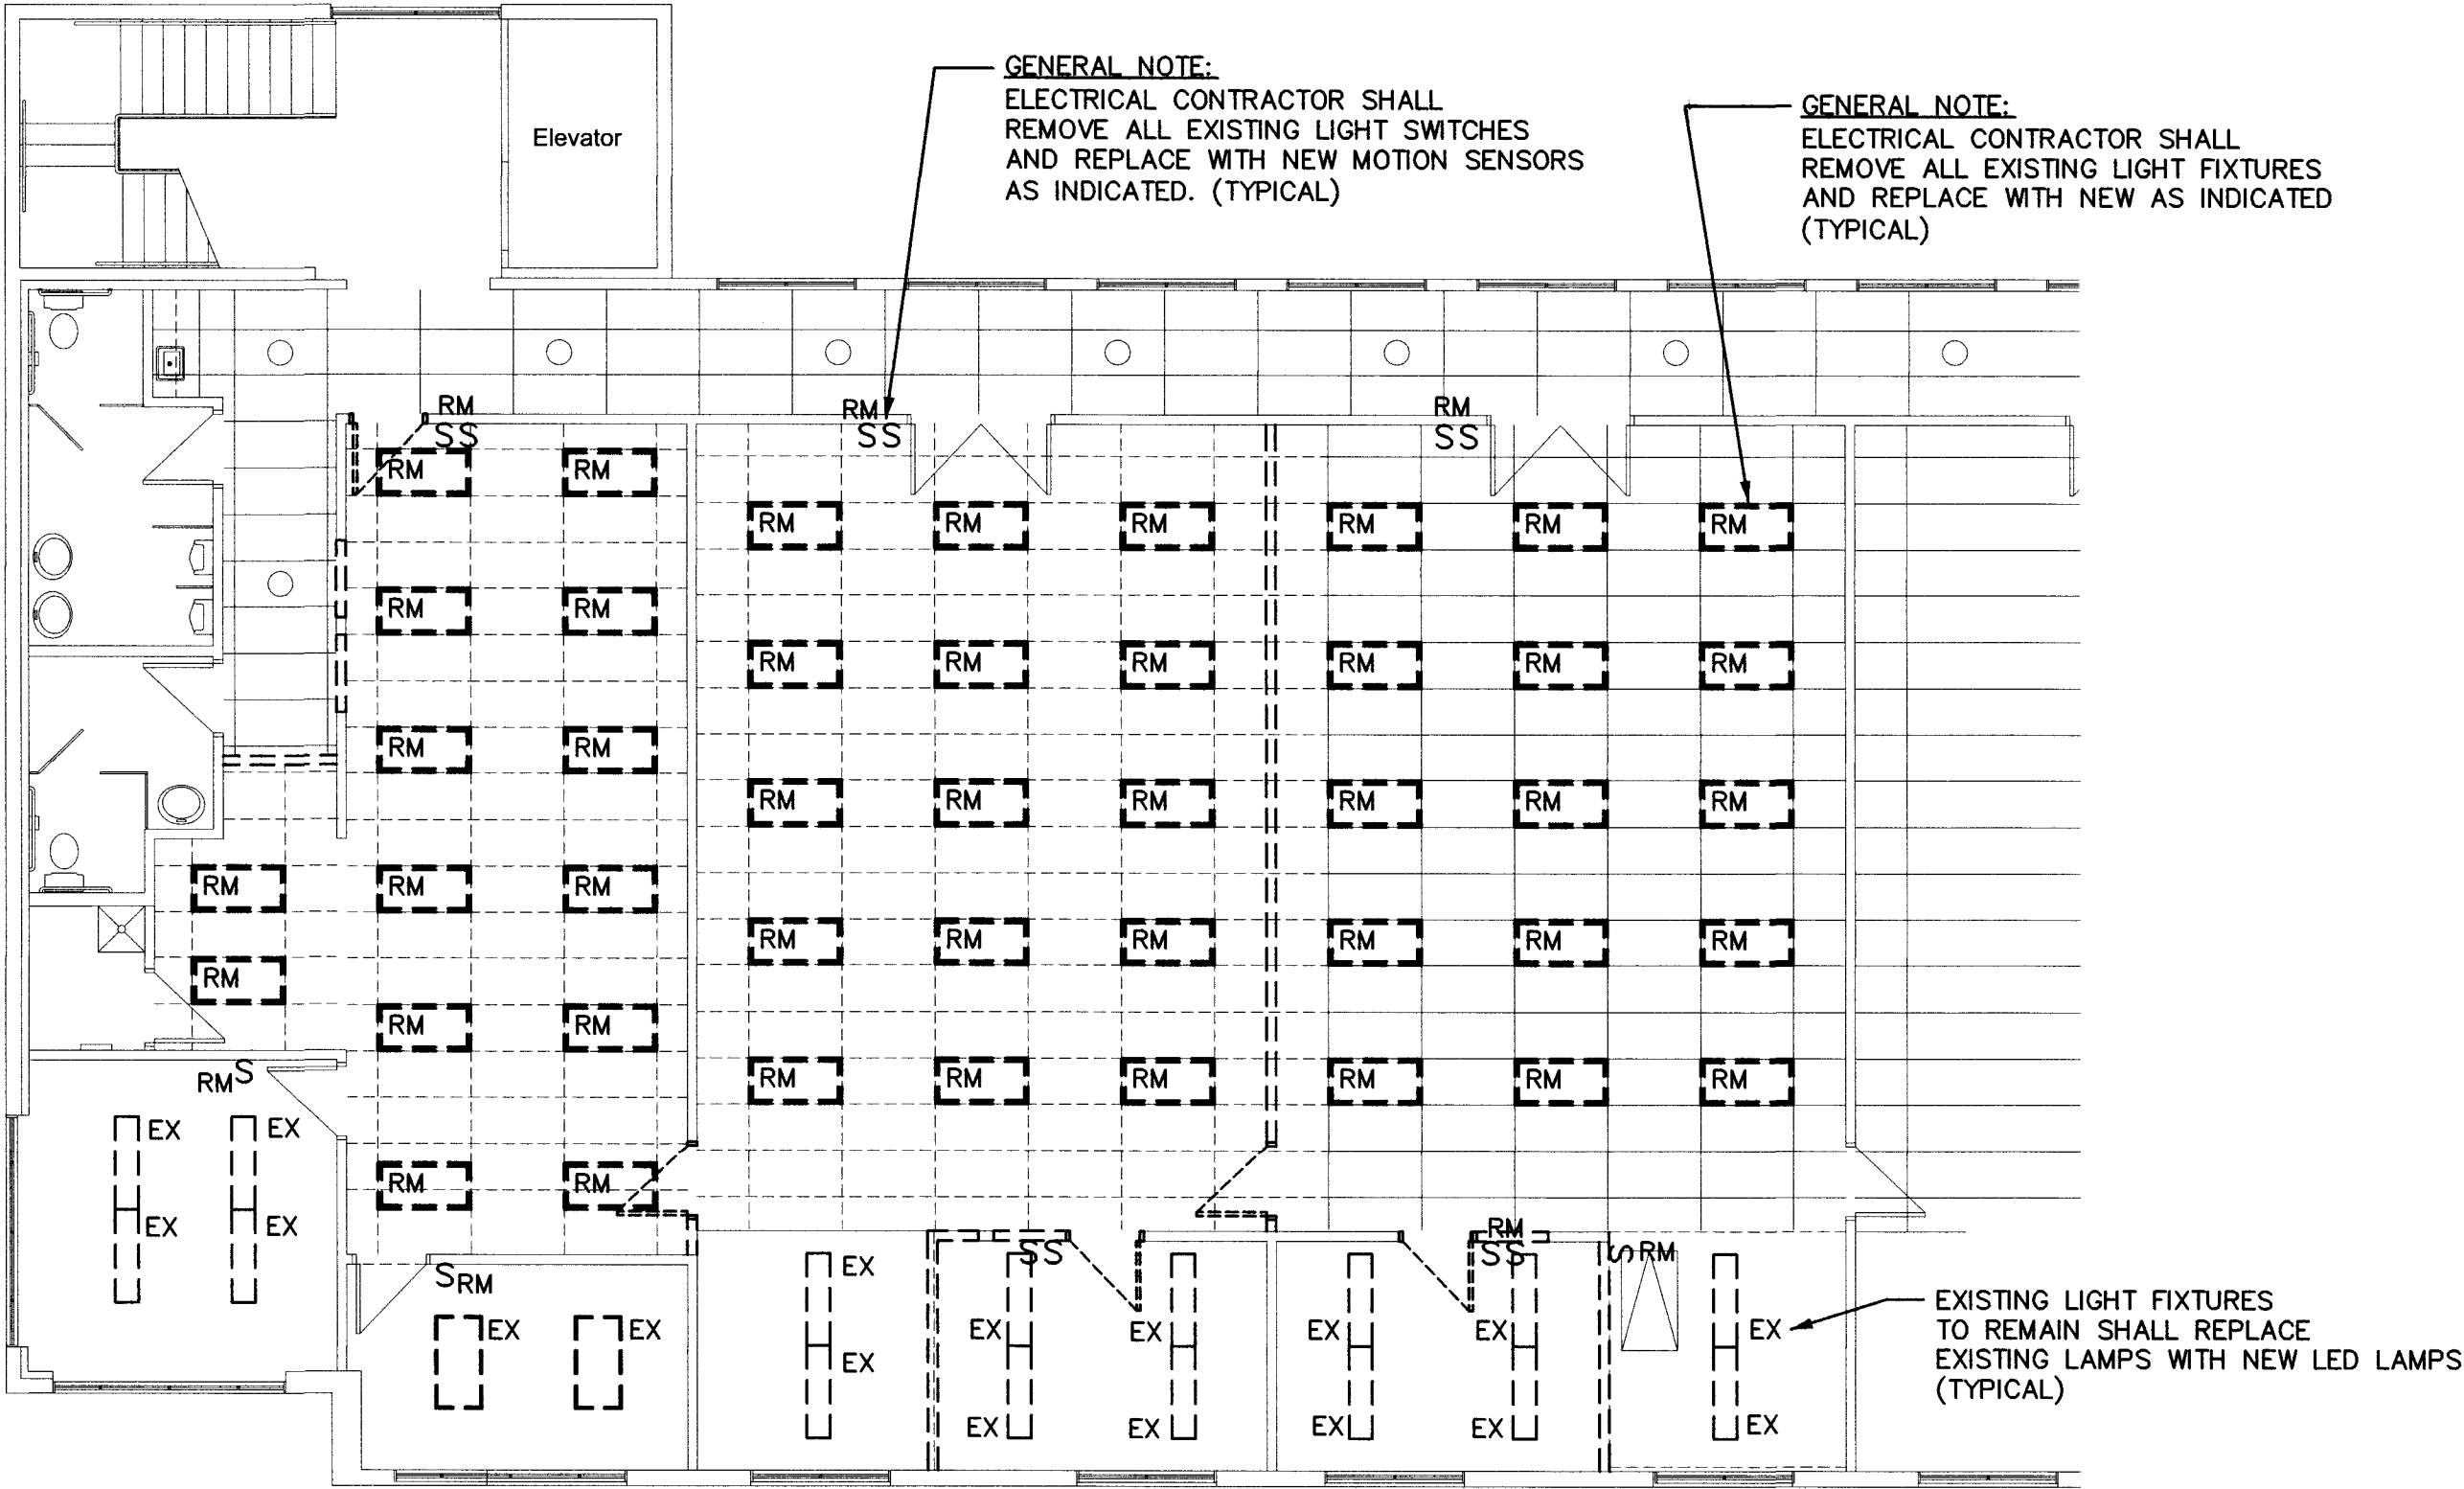 GENERAL NOTE:
ELECTRICAL CONTRACTOR SHALL
REMOVE ALL EXISTING LIGHT SWITCHES
AND REPLACE WITH NEW MOTION SENSORS
AS INDICATED. (TYPICAL)
GENERAL NOTE:
ELECTRICAL CONTRACTOR SHALL
REMOVE ALL EXISTING LIGHT FIXTURES
AND REPLACE WITH NEW AS INDICATED
(TYPICAL)
Elevator
RM RM RM
SS SS SS
RM RM
RM RM RM RM RM RM
RM RM
RM RM RM RM RM RM
RM RM
RM RM RM RM RM RM
RM RM RM
RM RM RM RM RM RM
RM
RM RM
RM RM RM RM RM RM
RM S
EX EX
RM RM
EX EX
RM
SS SS
S RM
S RM
EX
EX EX
EX EX EX EX EX
EX
EX EX EX EX EX
EXISTING LIGHT FIXTURES
TO REMAIN SHALL REPLACE
EXISTING LAMPS WITH NEW LED LAMPS
(TYPICAL)